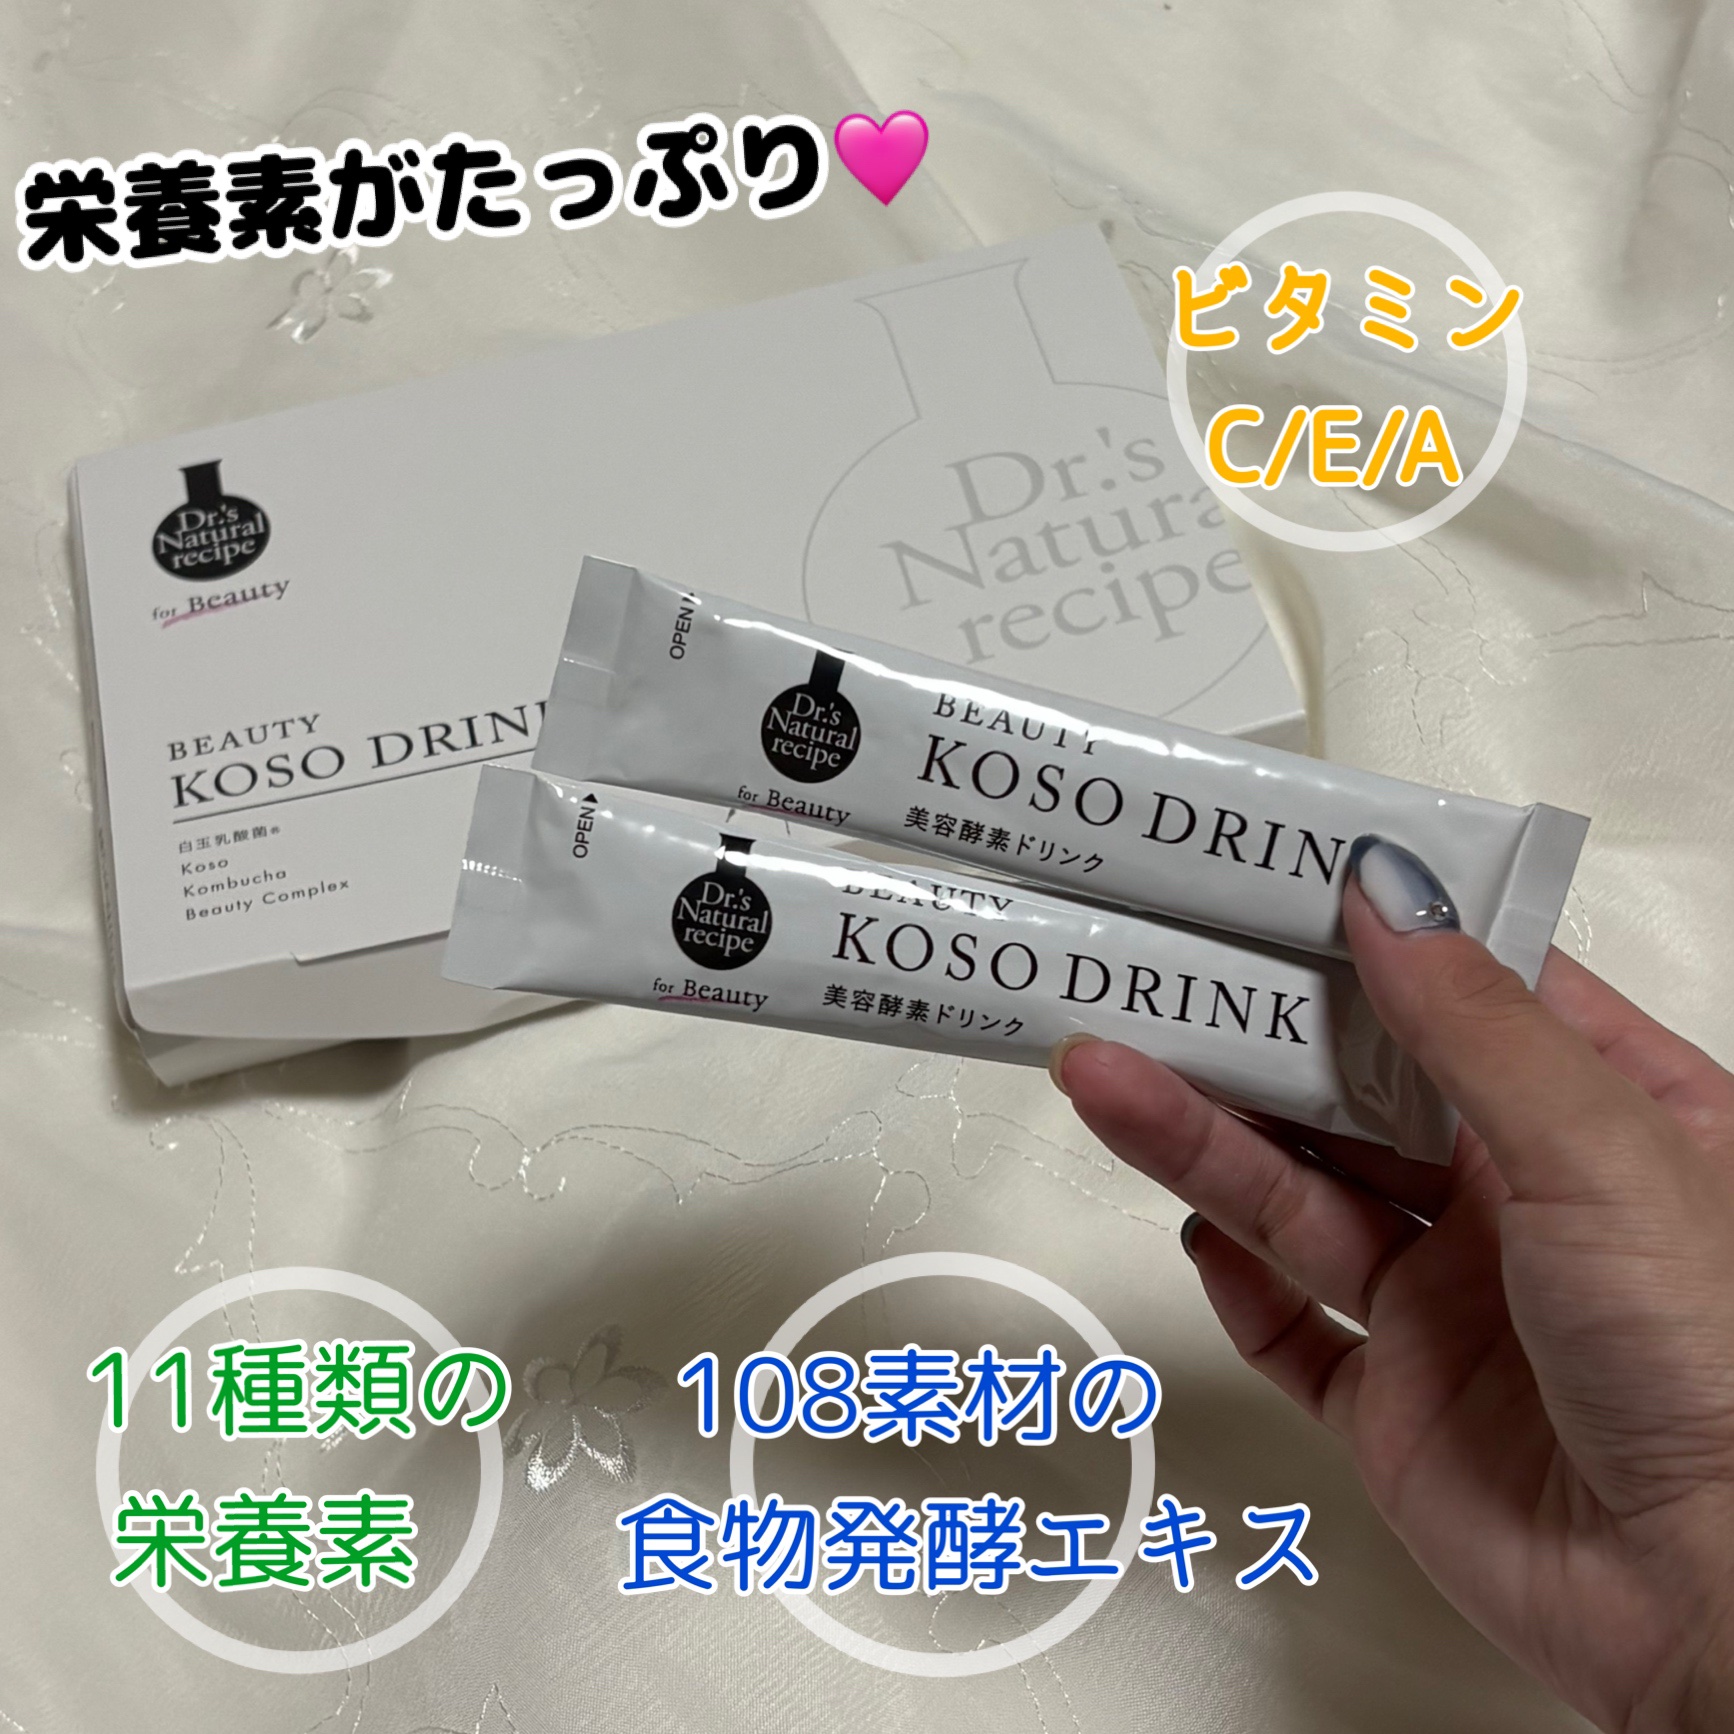 栄養素がたっぷり🩷
ビタミン
C/E/A
Dr.'s
Natural
recipe
for Beauty
BEAUTY
KOSO DRINK
白玉乳酸菌®
Koso
Kombucha
Beauty Complex
Dr.'s
Natural
recipe
OPEN▶
Dr.'s
Natural
recipe
for Beauty
BEAUTY
KOSO DRIN
美容酵素ドリンク
OPEN▶
Dr.'s
Natural
recipe
for Beauty
BEAUTY
KOSO DRINK
美容酵素ドリンク
11種類の
栄養素
108素材の
食物発酵エキス